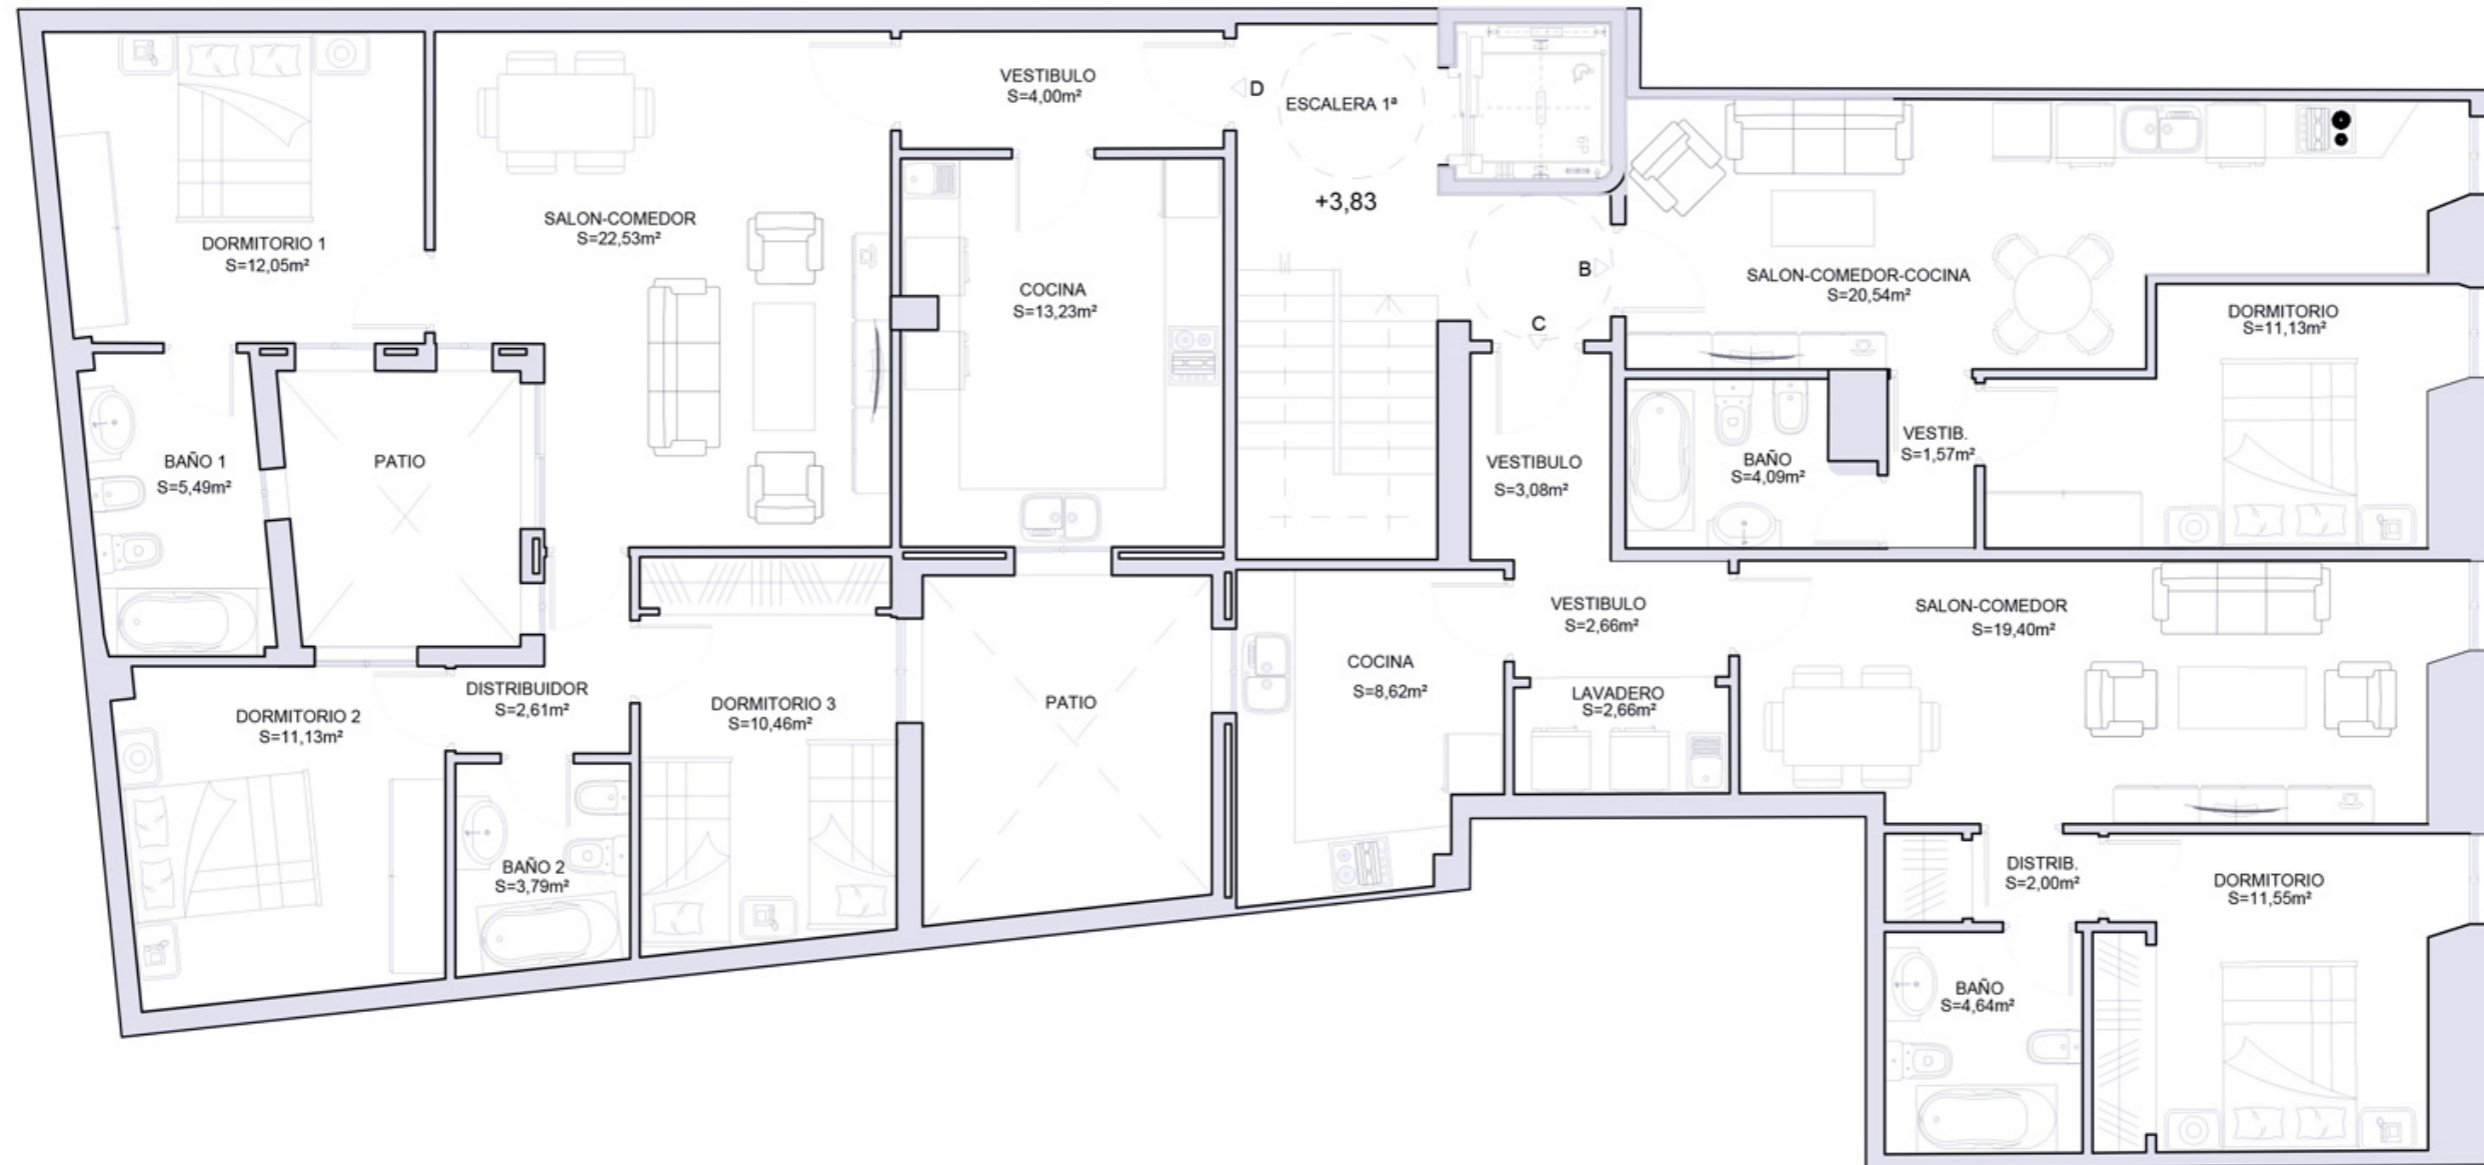 VESTIBULO
S=4,00m²
D
ESCALERA 1ª
+3,83
SALON-COMEDOR
S=22,53m²
DORMITORIO 1
S=12,05m²
COCINA
S=13,23m²
B
C
SALON-COMEDOR-COCINA
S=20,54m²
DORMITORIO
S=11,13m²
BAÑO 1
S=5,49m²
PATIO
VESTIBULO
S=3,08m²
BAÑO
S=4,09m²
VESTIB.
S=1,57m²
VESTIBULO
S=2,66m²
SALON-COMEDOR
S=19,40m²
COCINA
S=8,62m²
LAVADERO
S=2,66m²
DISTRIBUIDOR
S=2,61m²
DORMITORIO 2
S=11,13m²
DORMITORIO 3
S=10,46m²
PATIO
BAÑO 2
S=3,79m²
DISTRIB.
S=2,00m²
DORMITORIO
S=11,55m²
BAÑO
S=4,64m²